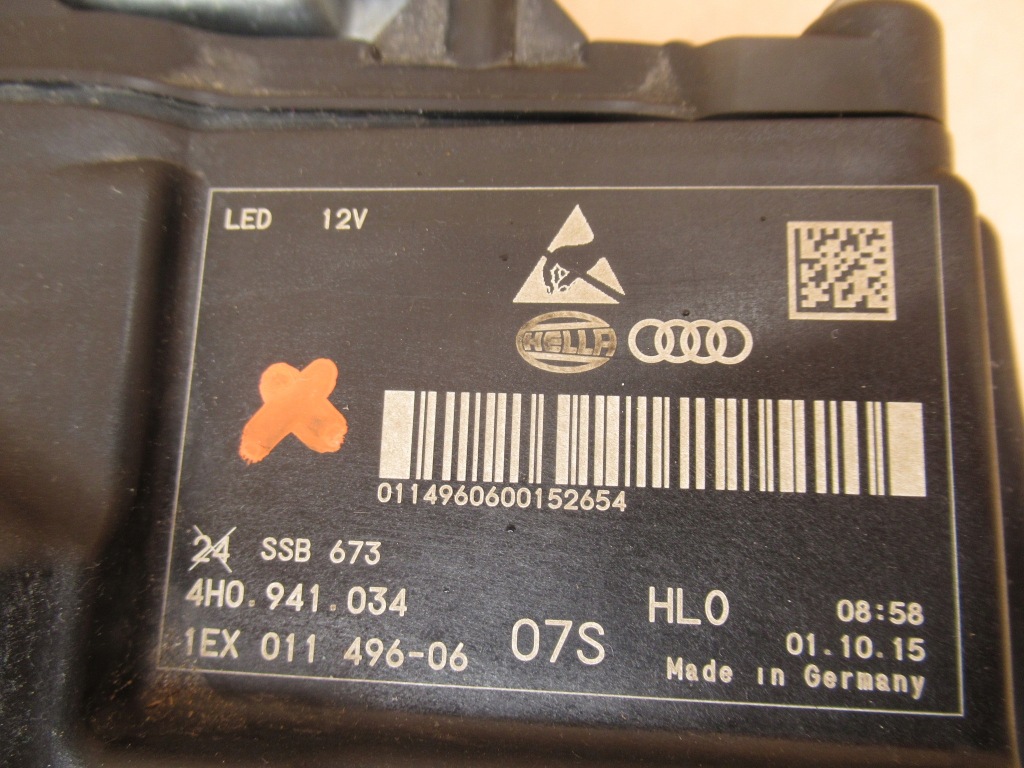 LED 12V
HELLA
0114960600152654
24 SSB 673
4H0.941.034
1EX 011 496-06
07S
HL0
08:58
01.10.15
Made in Germany